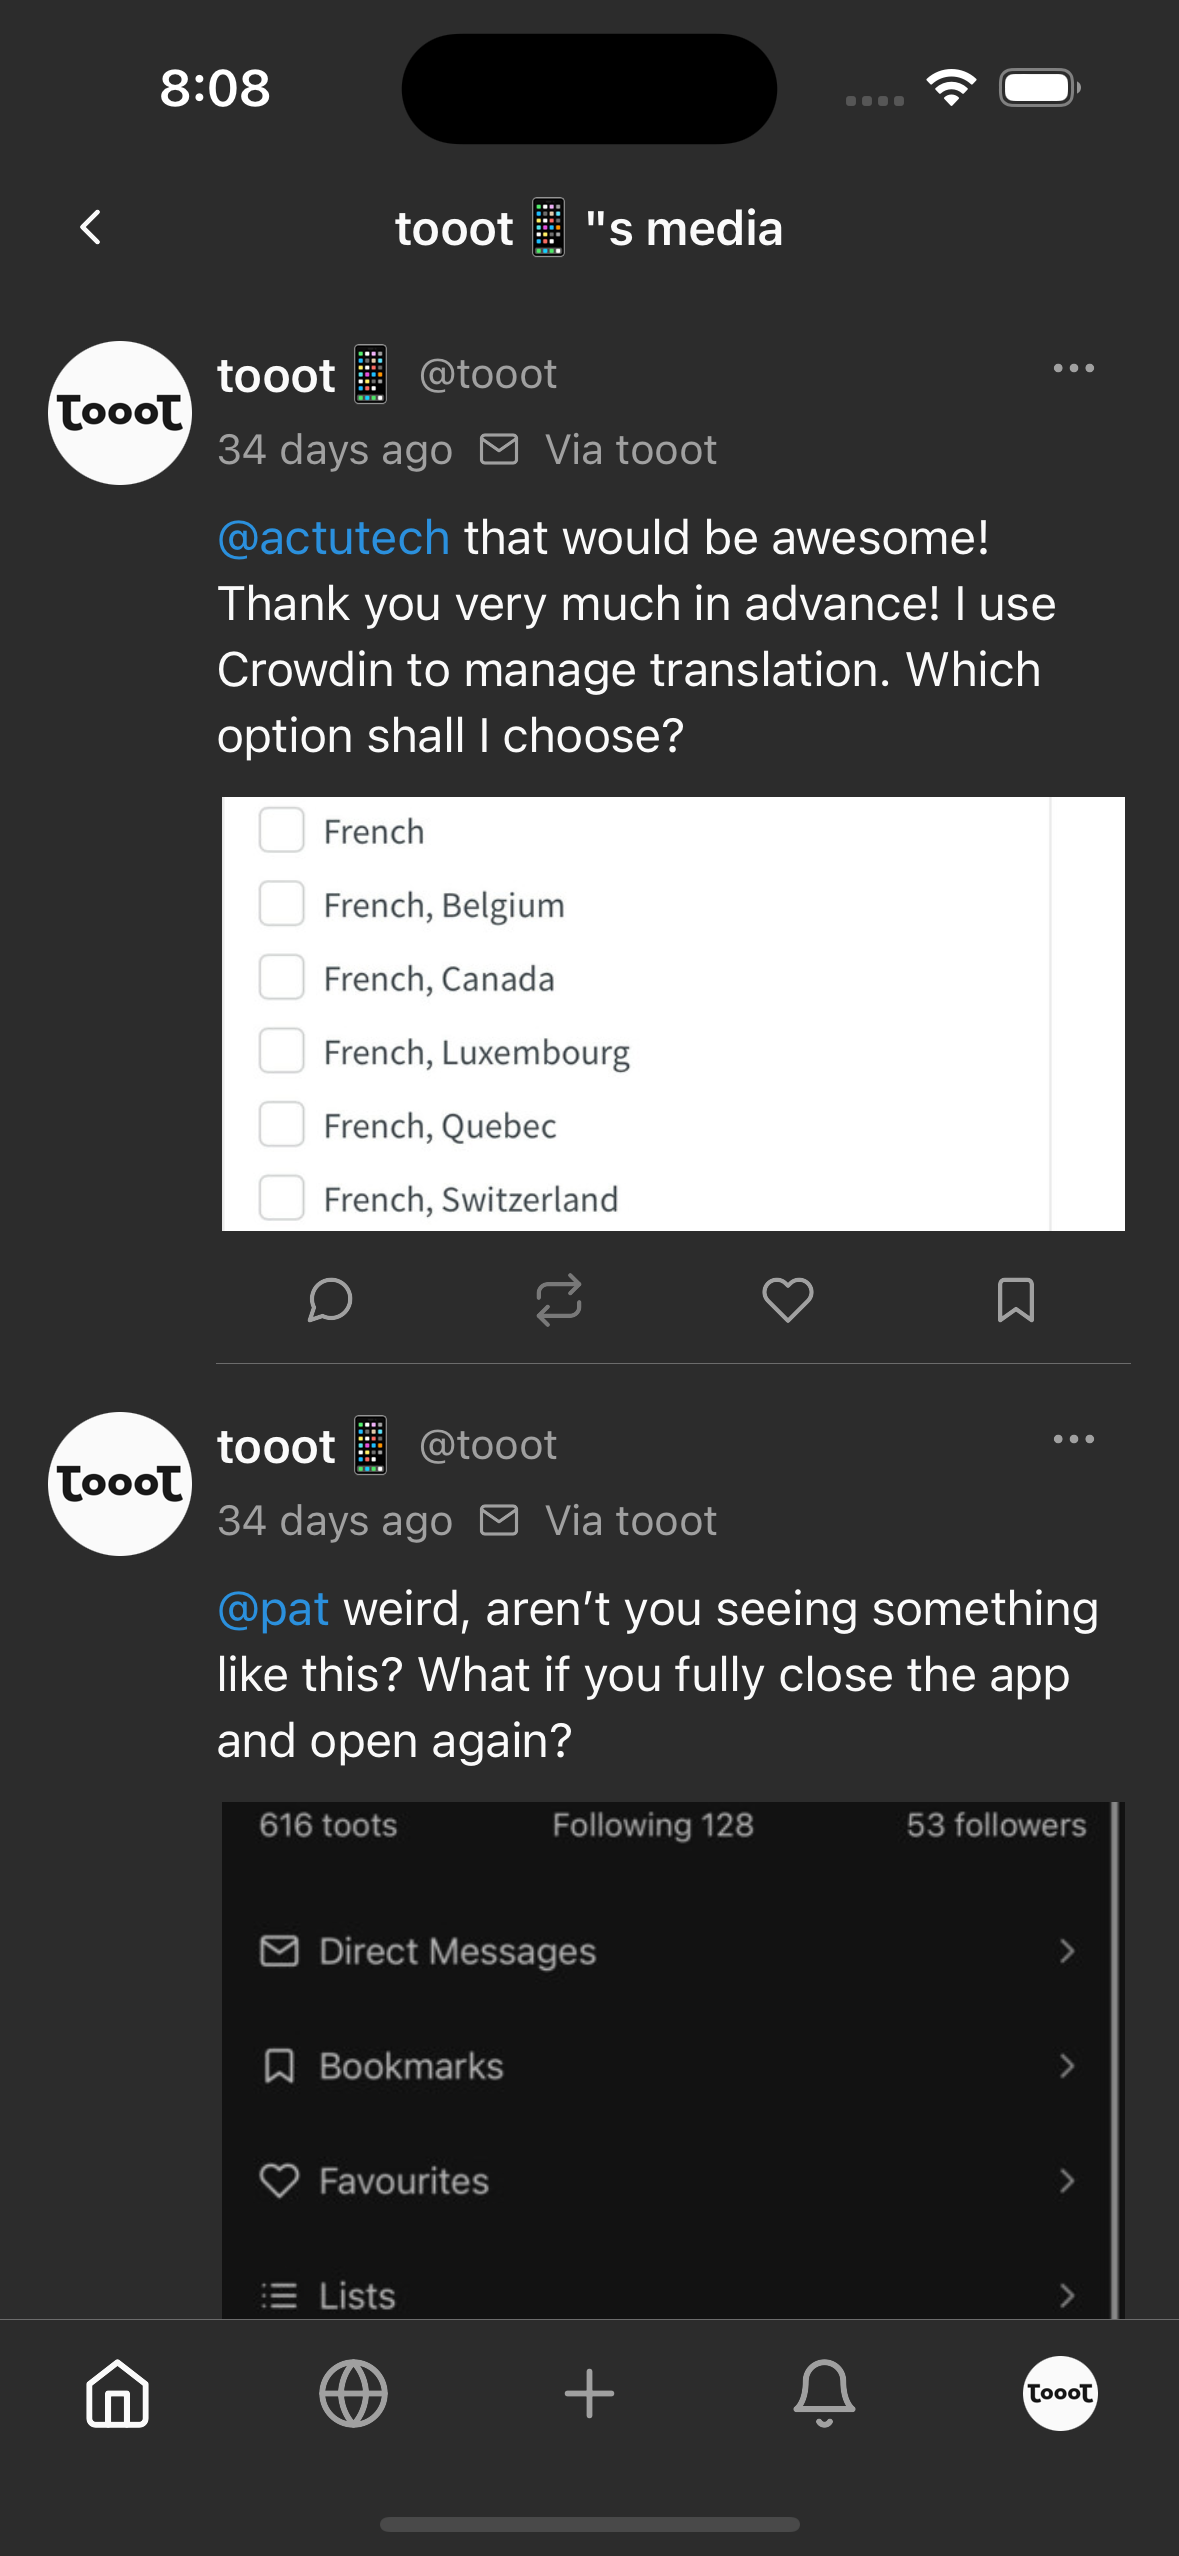 8:08
tooot📱"s media
tooot
tooot📱 @tooot
34 days ago Via tooot
@actutech that would be awesome!
Thank you very much in advance! I use
Crowdin to manage translation. Which
option shall I choose?
French
French, Belgium
French, Canada
French, Luxembourg
French, Quebec
French, Switzerland
tooot
tooot📱 @tooot
34 days ago Via tooot
@pat weird, aren’t you seeing something
like this? What if you fully close the app
and open again?
616 toots Following 128 53 followers
Direct Messages
Bookmarks
Favourites
Lists
tooot